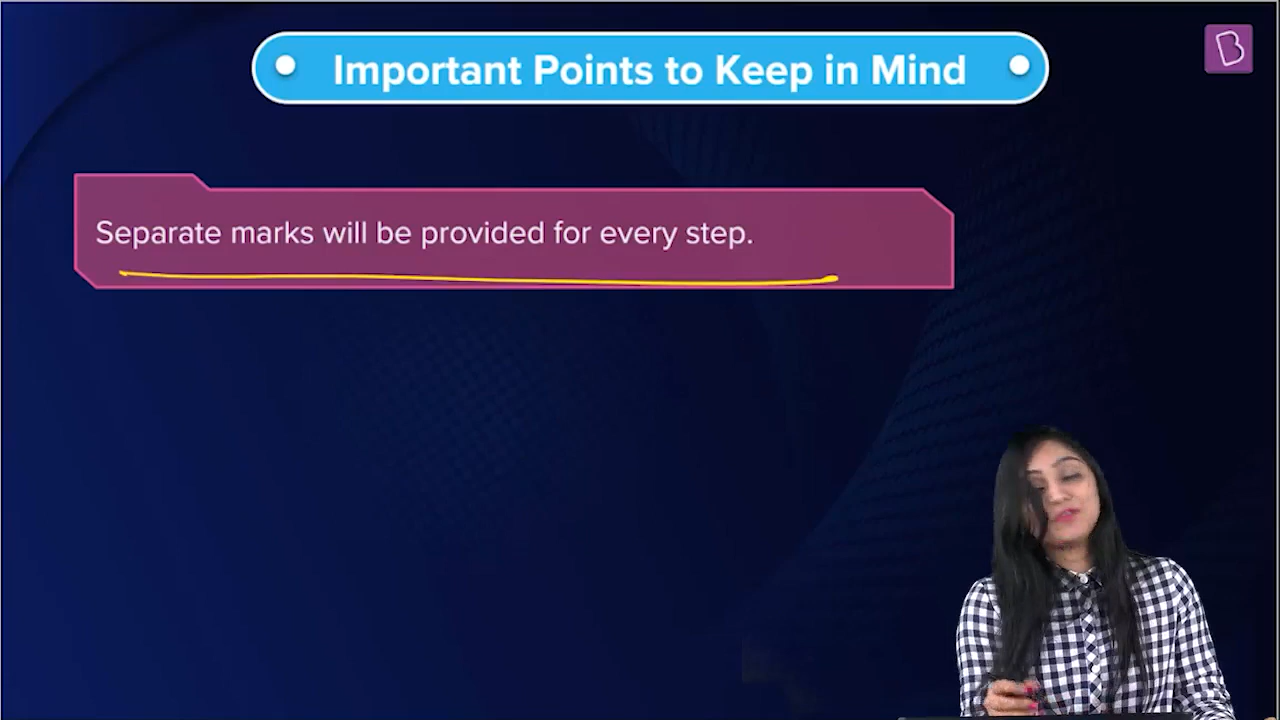 Important Points to Keep in Mind
Separate marks will be provided for every step.